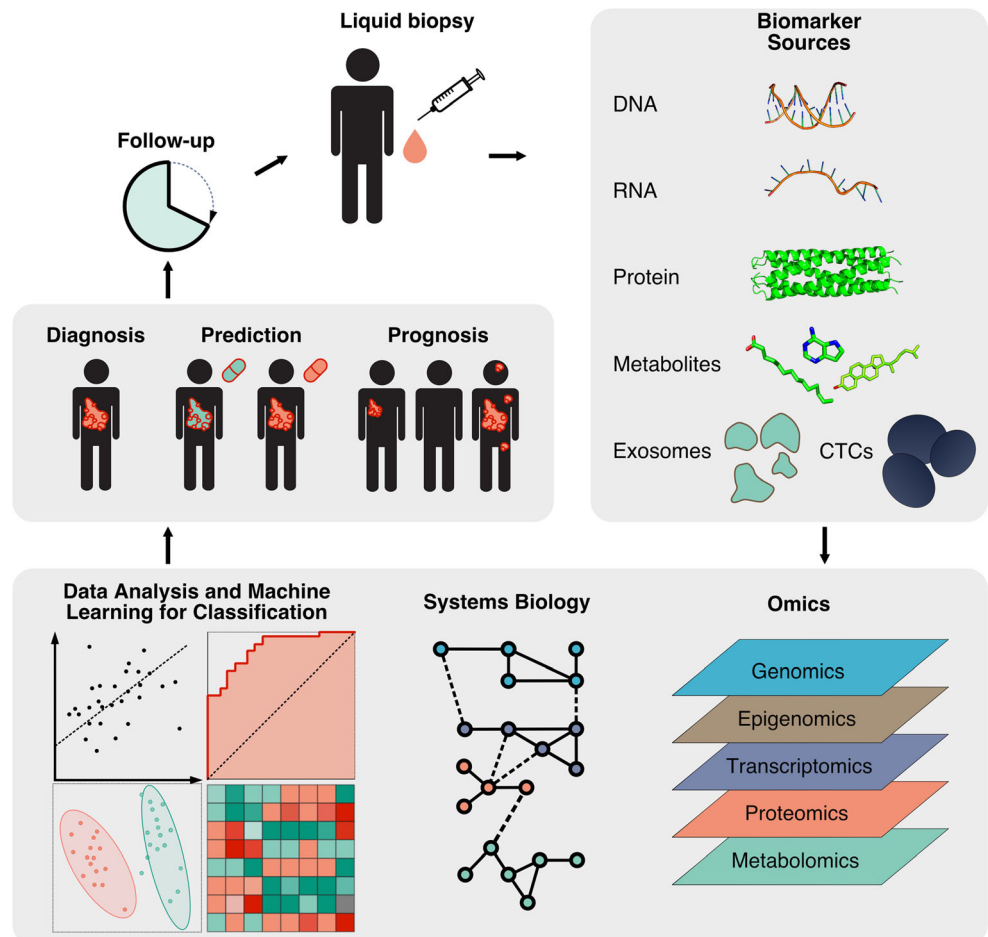 Liquid biopsy
Biomarker
Sources
DNA
RNA
Protein
Metabolites
Exosomes
CTCs
Follow-up
Diagnosis
Prediction
Prognosis
Data Analysis and Machine
Learning for Classification
Systems Biology
Omics
Genomics
Epigenomics
Transcriptomics
Proteomics
Metabolomics